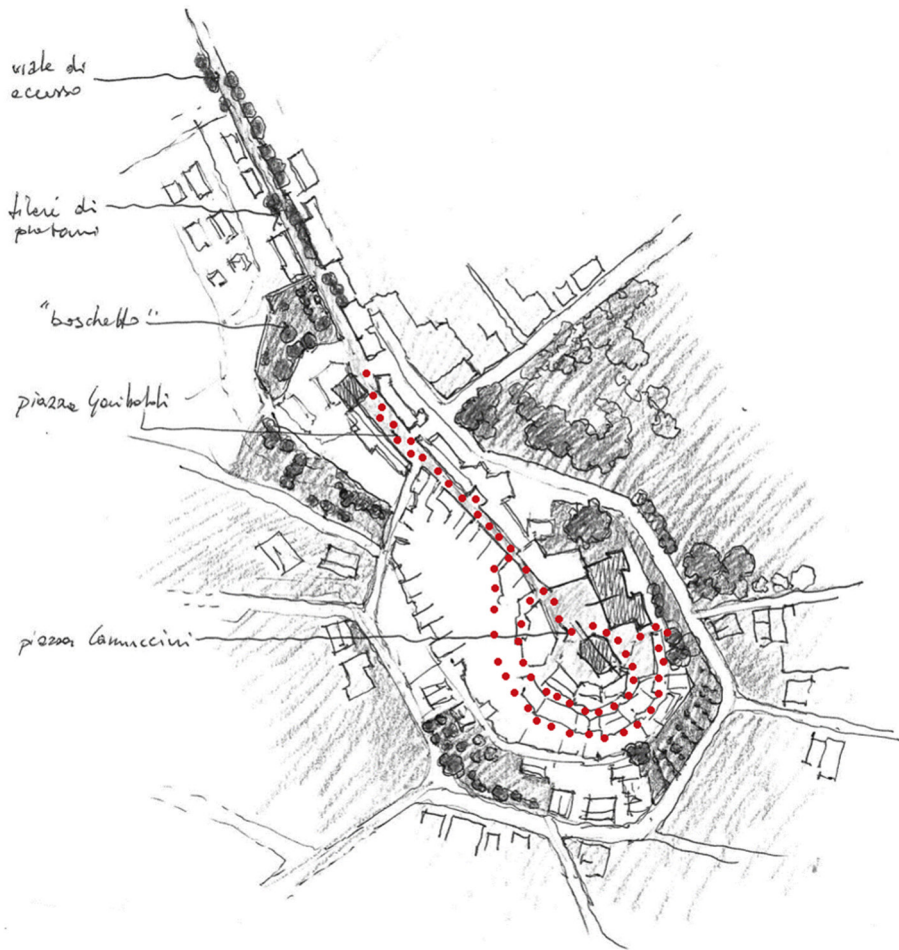 viale di
accesso
filari di
platani
"boschetto"
piazza Garibaldi
piazza Camuccini